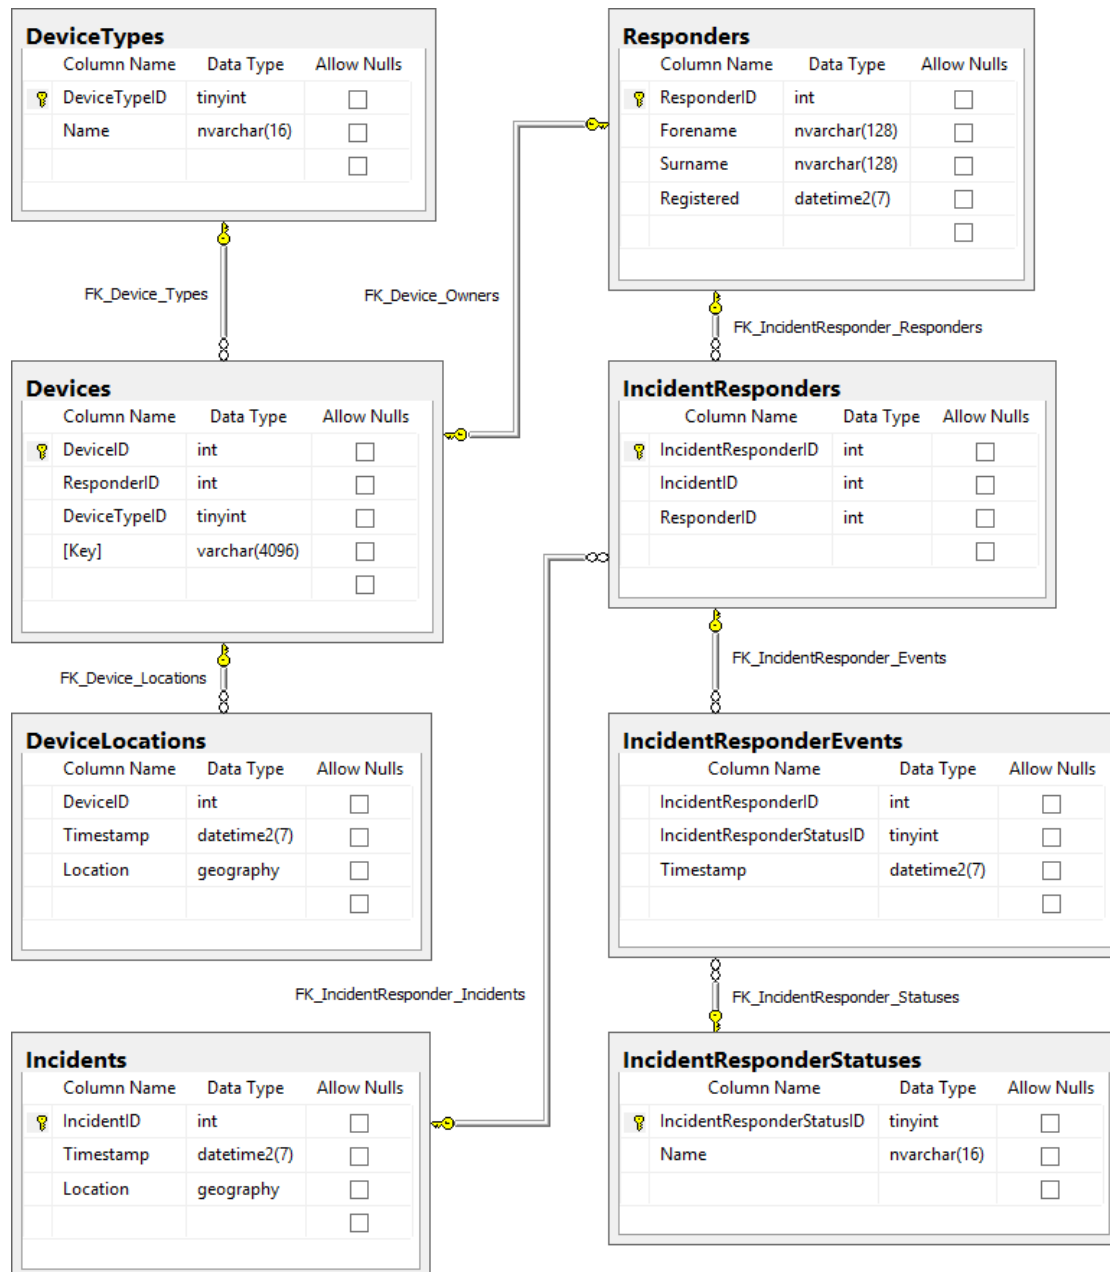 DeviceTypes
Column Name Data Type Allow Nulls
DeviceTypeID tinyint
Name nvarchar(16)
Responders
Column Name Data Type Allow Nulls
ResponderID int
Forename nvarchar(128)
Surname nvarchar(128)
Registered datetime2(7)
FK_Device_Types
FK_Device_Owners
FK_IncidentResponder_Responders
Devices
Column Name Data Type Allow Nulls
DeviceID int
ResponderID int
DeviceTypeID tinyint
[Key] varchar(4096)
IncidentResponders
Column Name Data Type Allow Nulls
IncidentResponderID int
IncidentID int
ResponderID int
FK_Device_Locations
FK_IncidentResponder_Events
DeviceLocations
Column Name Data Type Allow Nulls
DeviceID int
Timestamp datetime2(7)
Location geography
IncidentResponderEvents
Column Name Data Type Allow Nulls
IncidentResponderID int
IncidentResponderStatusID tinyint
Timestamp datetime2(7)
FK_IncidentResponder_Incidents
FK_IncidentResponder_Statuses
Incidents
Column Name Data Type Allow Nulls
IncidentID int
Timestamp datetime2(7)
Location geography
IncidentResponderStatuses
Column Name Data Type Allow Nulls
IncidentResponderStatusID tinyint
Name nvarchar(16)